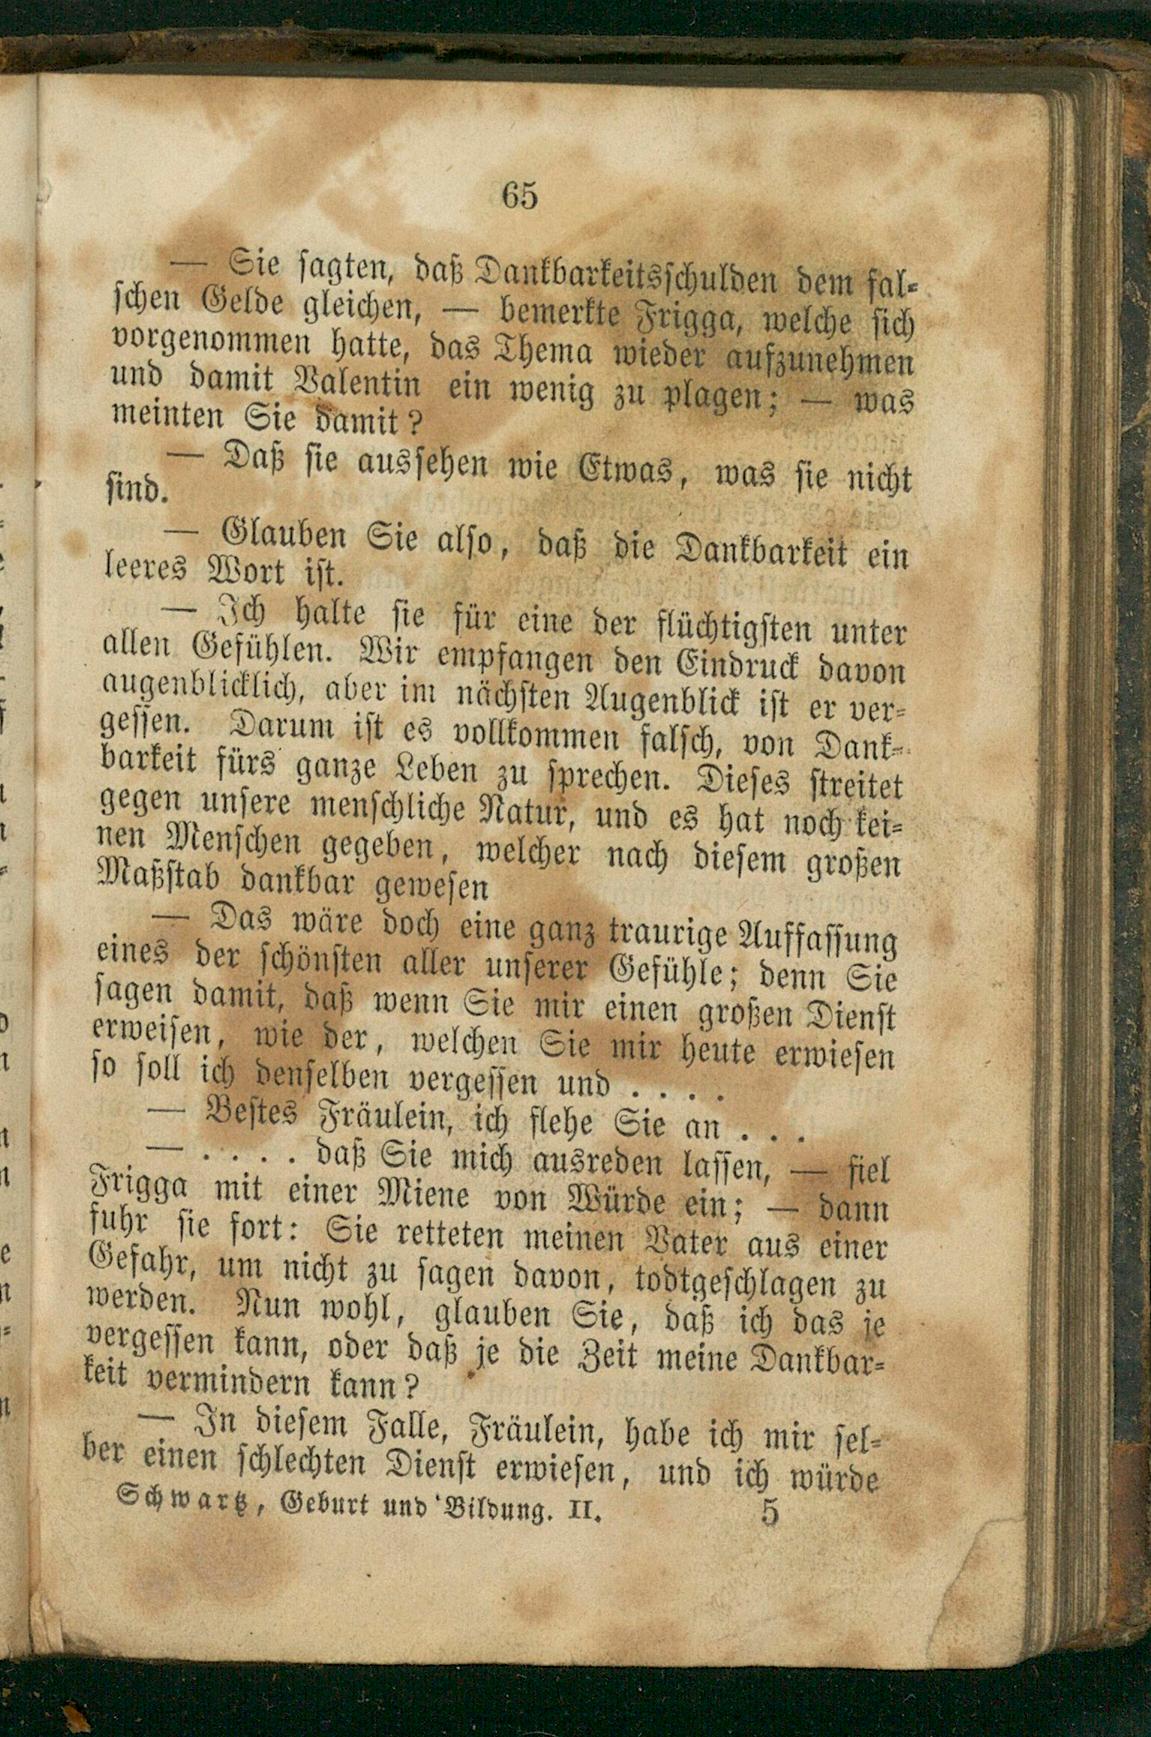 65
— Sie sagten, daß Dankbarkeitsschulden dem fal-
schen Gelde gleichen, — bemerkte Frigga, welche sich
vorgenommen hatte, das Thema wieder aufzunehmen
und damit Valentin ein wenig zu plagen; — was
meinten Sie damit?
— Daß sie aussehen wie Etwas, was sie nicht
sind.
— Glauben Sie also, daß die Dankbarkeit ein
leeres Wort ist.
— Ich halte sie für eine der flüchtigsten unter
allen Gefühlen. Wir empfangen den Eindruck davon
augenblicklich, aber im nächsten Augenblick ist er ver-
gessen. Darum ist es vollkommen falsch, von Dank-
barkeit fürs ganze Leben zu sprechen. Dieses streitet
gegen unsere menschliche Natur, und es hat noch kei-
nen Menschen gegeben, welcher nach diesem großen
Maßstab dankbar gewesen
— Das wäre doch eine ganz traurige Auffassung
eines der schönsten aller unserer Gefühle; denn Sie
sagen damit, daß wenn Sie mir einen großen Dienst
erweisen, wie der, welchen Sie mir heute erwiesen
so soll ich denselben vergessen und . . . .
— Bestes Fräulein, ich flehe Sie an . . .
— . . . . daß Sie mich ausreden lassen, — fiel
Frigga mit einer Miene von Würde ein; — dann
fuhr sie fort: Sie retteten meinen Vater aus einer
Gefahr, um nicht zu sagen davon, todtgeschlagen zu
werden. Nun wohl, glauben Sie, daß ich das je
vergessen kann, oder daß je die Zeit meine Dankbar-
keit vermindern kann?
— In diesem Falle, Fräulein, habe ich mir sel-
ber einen schlechten Dienst erwiesen, und ich würde
Schwartz, Geburt und Bildung. II. 5